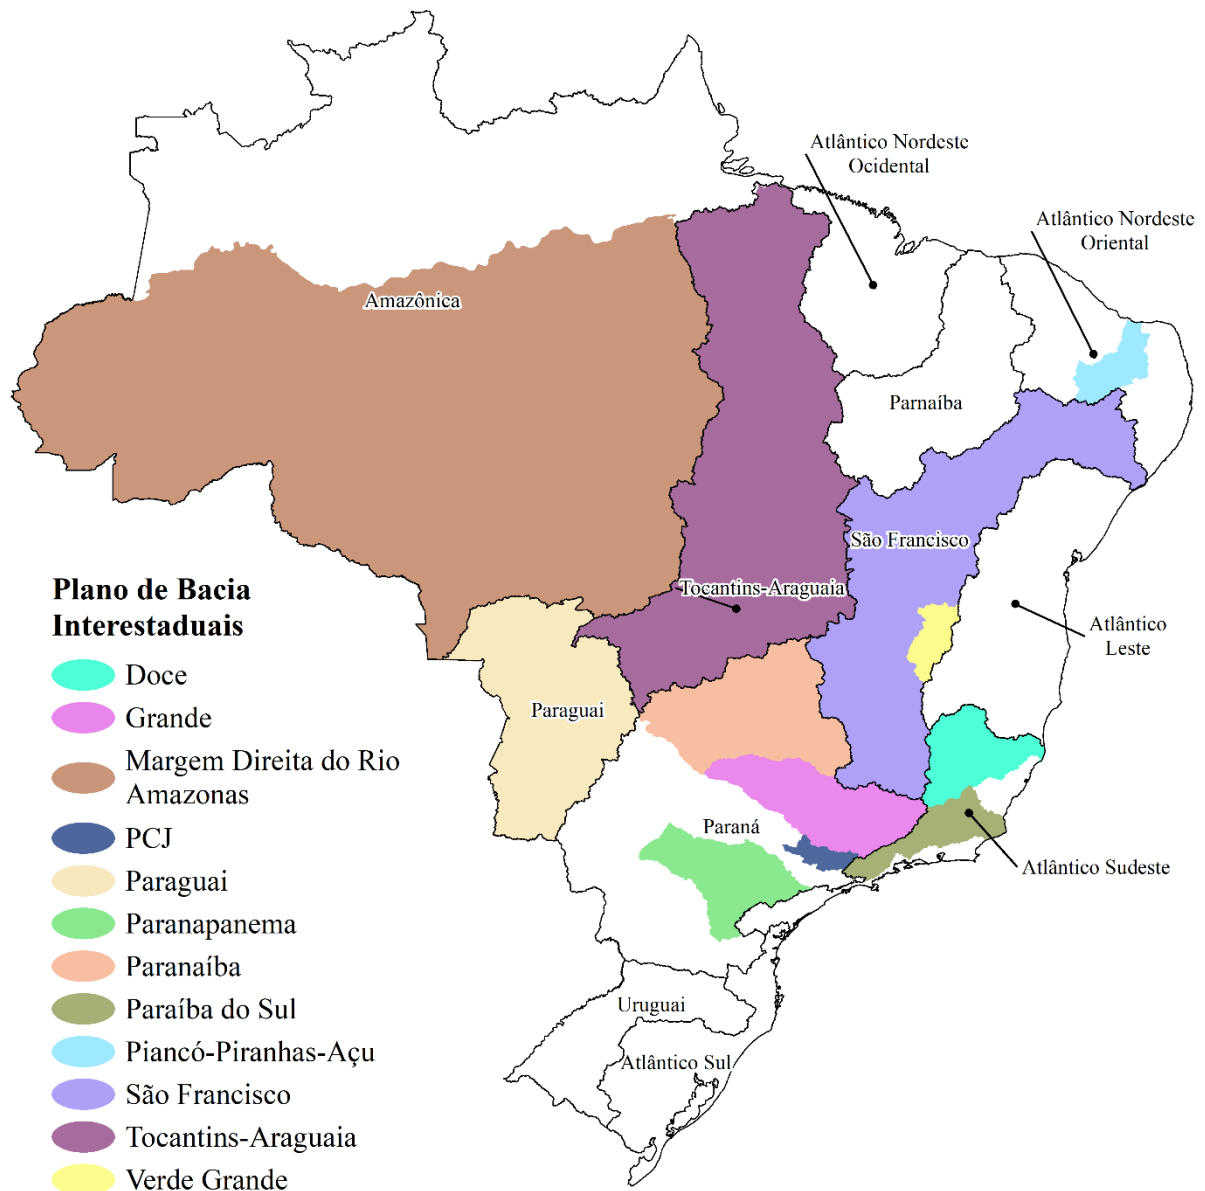 Atlântico Nordeste
Ocidental
Atlântico Nordeste
Oriental
Amazônica
Parnaíba
São Francisco
Tocantins-Araguaia
Atlântico
Leste
Paraguai
Paraná
Atlântico Sudeste
Uruguai
Atlântico Sul
Plano de Bacia
Interestaduais
Doce
Grande
Margem Direita do Rio
Amazonas
PCJ
Paraguai
Paranapanema
Paranaíba
Paraíba do Sul
Piancó-Piranhas-Açu
São Francisco
Tocantins-Araguaia
Verde Grande